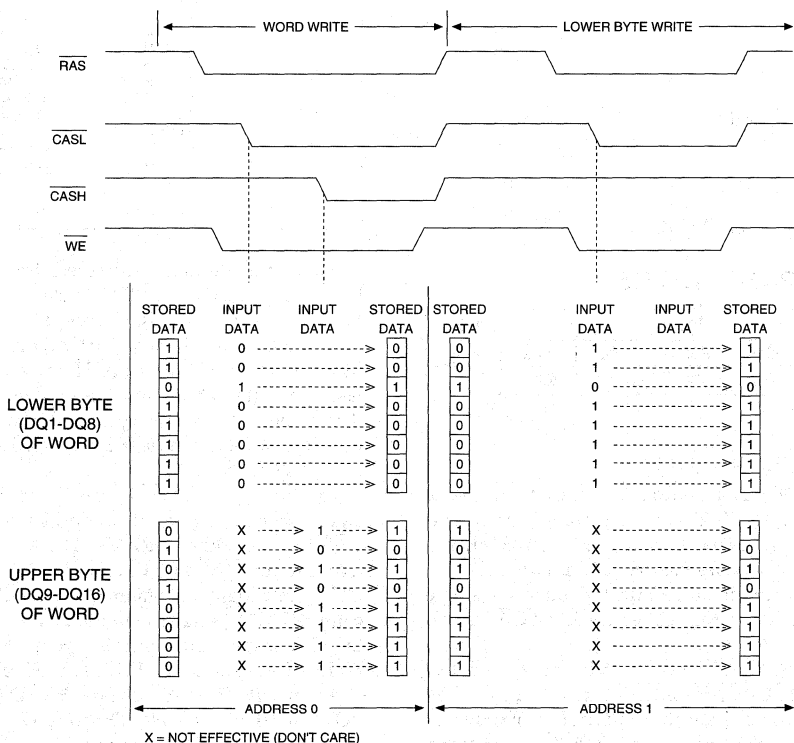 WORD WRITE LOWER BYTE WRITE
RAS
CASL
CASH
WE
STORED INPUT INPUT STORED STORED INPUT INPUT STORED
DATA DATA DATA DATA DATA DATA DATA DATA
1 0 0 0 1 1
1 0 0 0 1 1
0 1 1 1 0 0
LOWER BYTE 1 0 0 0 1 1
(DQ1-DQ8) 1 0 0 0 1 1
OF WORD 1 0 0 0 1 1
1 0 0 0 1 1
1 0 0 0 1 1
0 X 1 1 1 X 1
1 X 0 0 0 X 0
0 X 1 1 1 X 1
UPPER BYTE 1 X 0 0 0 X 0
(DQ9-DQ16) 0 X 1 1 1 X 1
OF WORD 0 X 1 1 1 X 1
0 X 1 1 1 X 1
0 X 1 1 1 X 1
ADDRESS 0 ADDRESS 1
X = NOT EFFECTIVE (DON'T CARE)